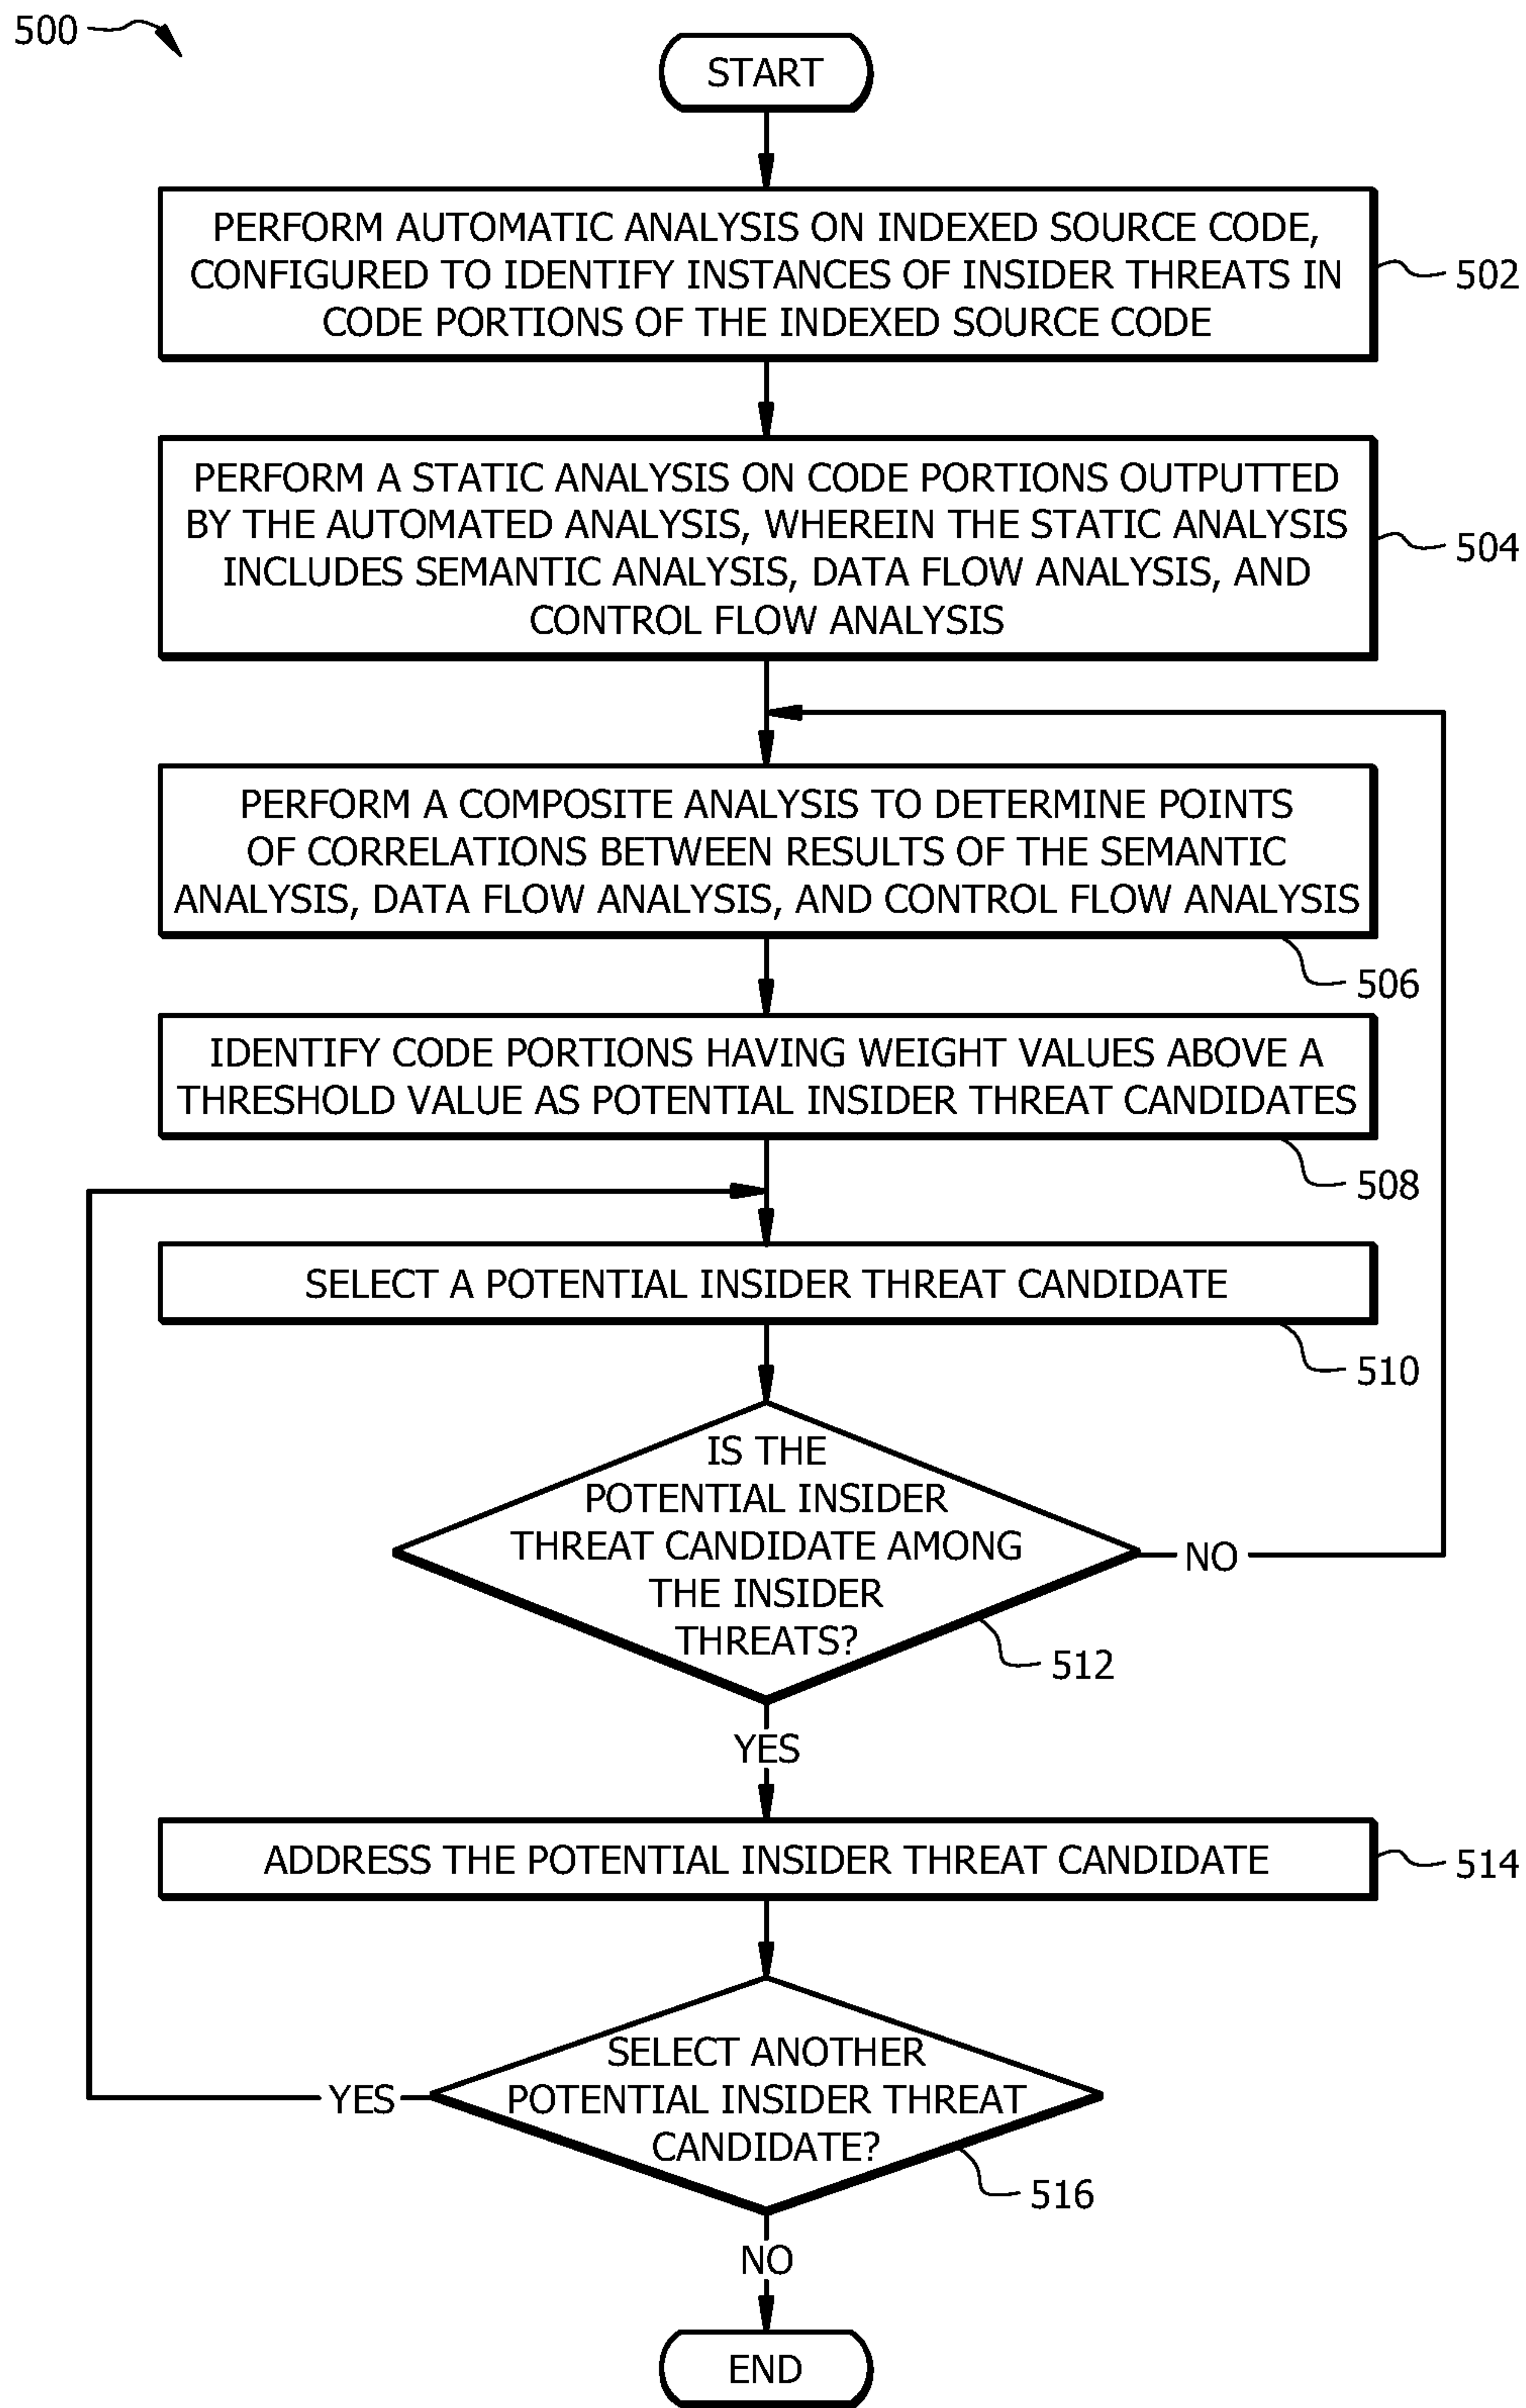 500
START
PERFORM AUTOMATIC ANALYSIS ON INDEXED SOURCE CODE,
CONFIGURED TO IDENTIFY INSTANCES OF INSIDER THREATS IN
CODE PORTIONS OF THE INDEXED SOURCE CODE
502
PERFORM A STATIC ANALYSIS ON CODE PORTIONS OUTPUTTED
BY THE AUTOMATED ANALYSIS, WHEREIN THE STATIC ANALYSIS
INCLUDES SEMANTIC ANALYSIS, DATA FLOW ANALYSIS, AND
CONTROL FLOW ANALYSIS
504
PERFORM A COMPOSITE ANALYSIS TO DETERMINE POINTS
OF CORRELATIONS BETWEEN RESULTS OF THE SEMANTIC
ANALYSIS, DATA FLOW ANALYSIS, AND CONTROL FLOW ANALYSIS
506
IDENTIFY CODE PORTIONS HAVING WEIGHT VALUES ABOVE A
THRESHOLD VALUE AS POTENTIAL INSIDER THREAT CANDIDATES
508
SELECT A POTENTIAL INSIDER THREAT CANDIDATE
510
IS THE
POTENTIAL INSIDER
THREAT CANDIDATE AMONG
THE INSIDER
THREATS?
NO
512
YES
ADDRESS THE POTENTIAL INSIDER THREAT CANDIDATE
514
SELECT ANOTHER
POTENTIAL INSIDER THREAT
CANDIDATE?
YES
516
NO
END